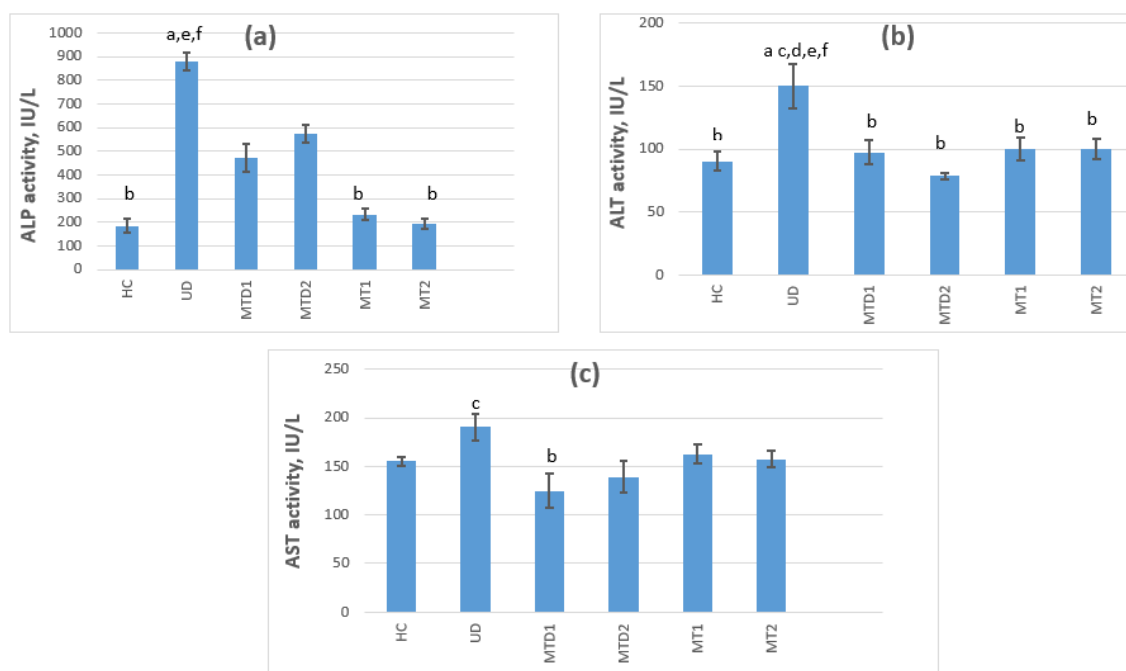 (a)
ALP activity, IU/L
1000
900
800
700
600
500
400
300
200
100
0
b
a,e,f
b
b
HC
UD
MTD1
MTD2
MT1
MT2
(b)
ALT activity, IU/L
200
150
100
50
0
b
a c,d,e,f
b
b
b
b
HC
UD
MTD1
MTD2
MT1
MT2
(c)
AST activity, IU/L
250
200
150
100
50
0
c
b
HC
UD
MTD1
MTD2
MT1
MT2